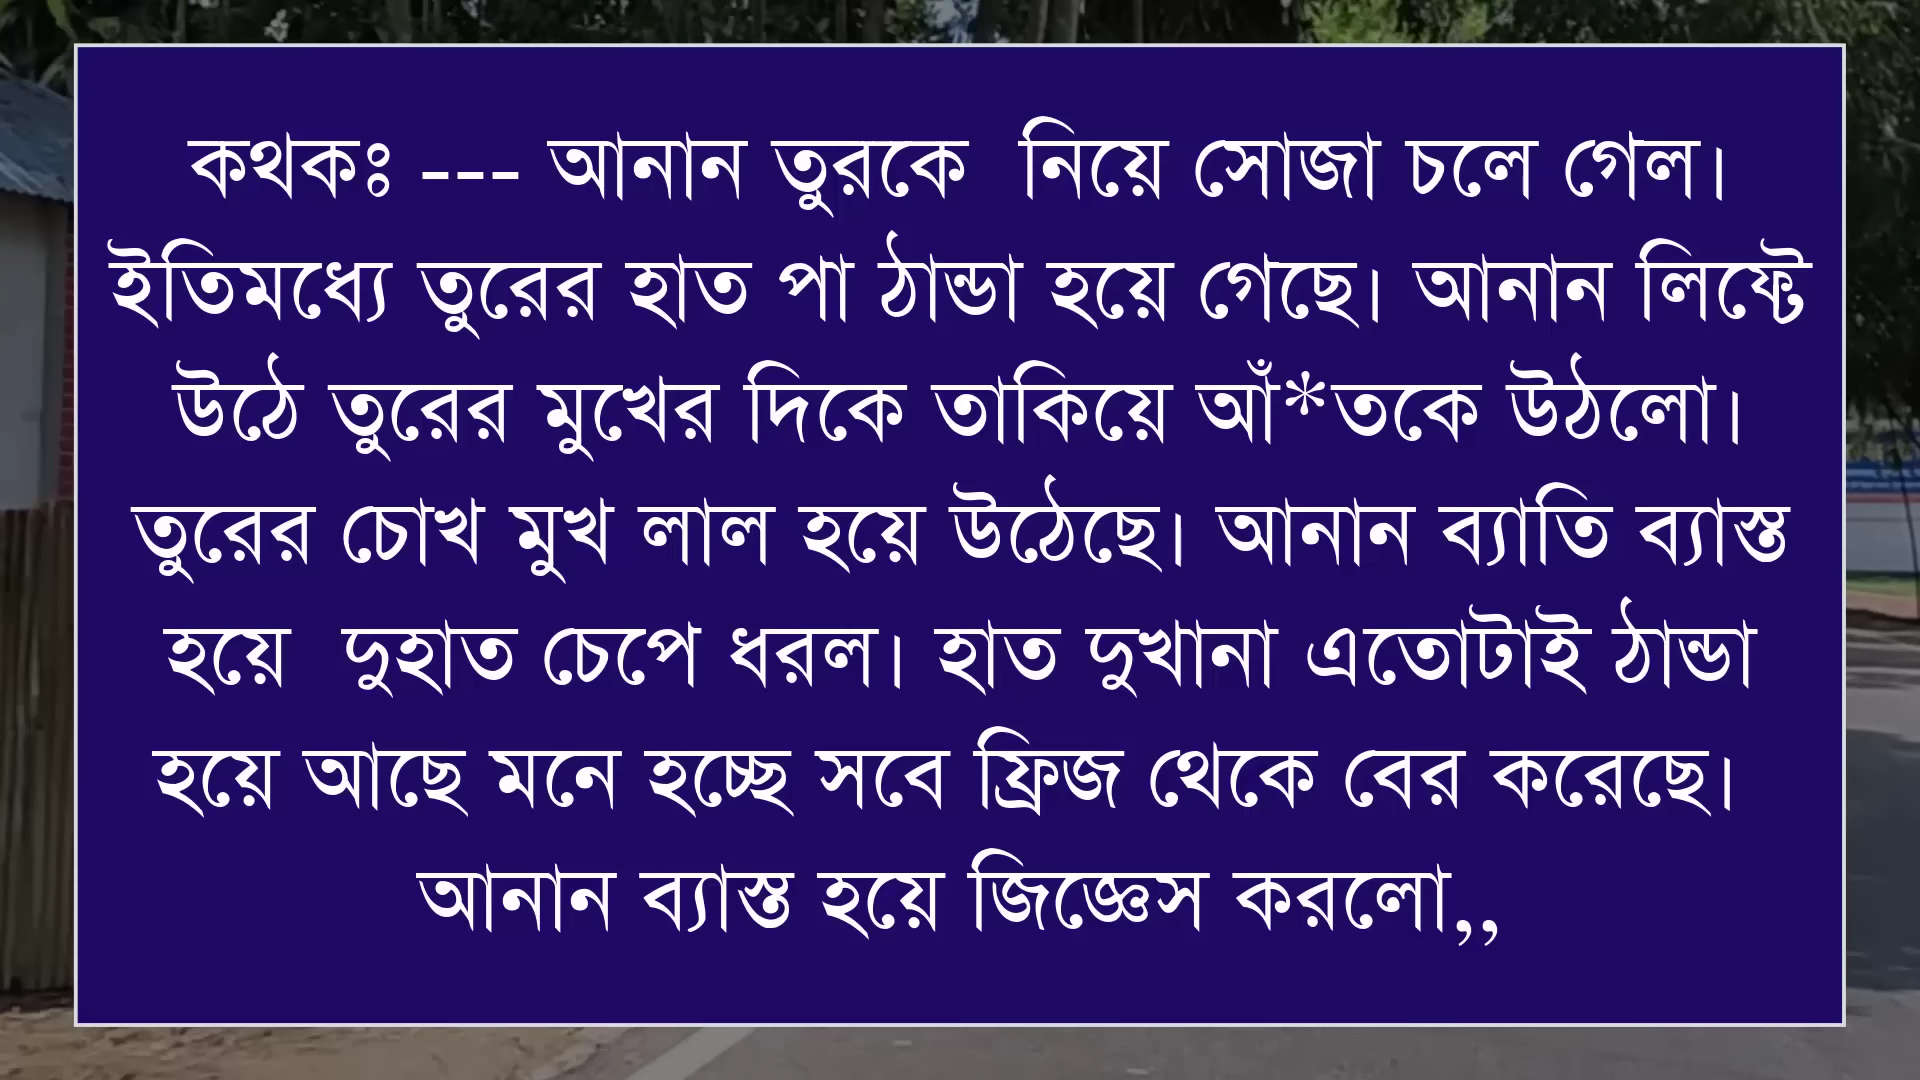 কথকঃ --- আনান তুরকে  নিয়ে সোজা চলে গেল।
ইতিমধ্যে তুরের হাত পা ঠান্ডা হয়ে গেছে। আনান লিফ্টে
উঠে তুরের মুখের দিকে তাকিয়ে আঁ*তকে উঠলো।
তুরের চোখ মুখ লাল হয়ে উঠেছে। আনান ব্যাতি ব্যাস্ত
হয়ে  দুহাত চেপে ধরল। হাত দুখানা এতোটাই ঠান্ডা
হয়ে আছে মনে হচ্ছে সবে ফ্রিজ থেকে বের করেছে।
আনান ব্যাস্ত হয়ে জিজ্ঞেস করলো,,